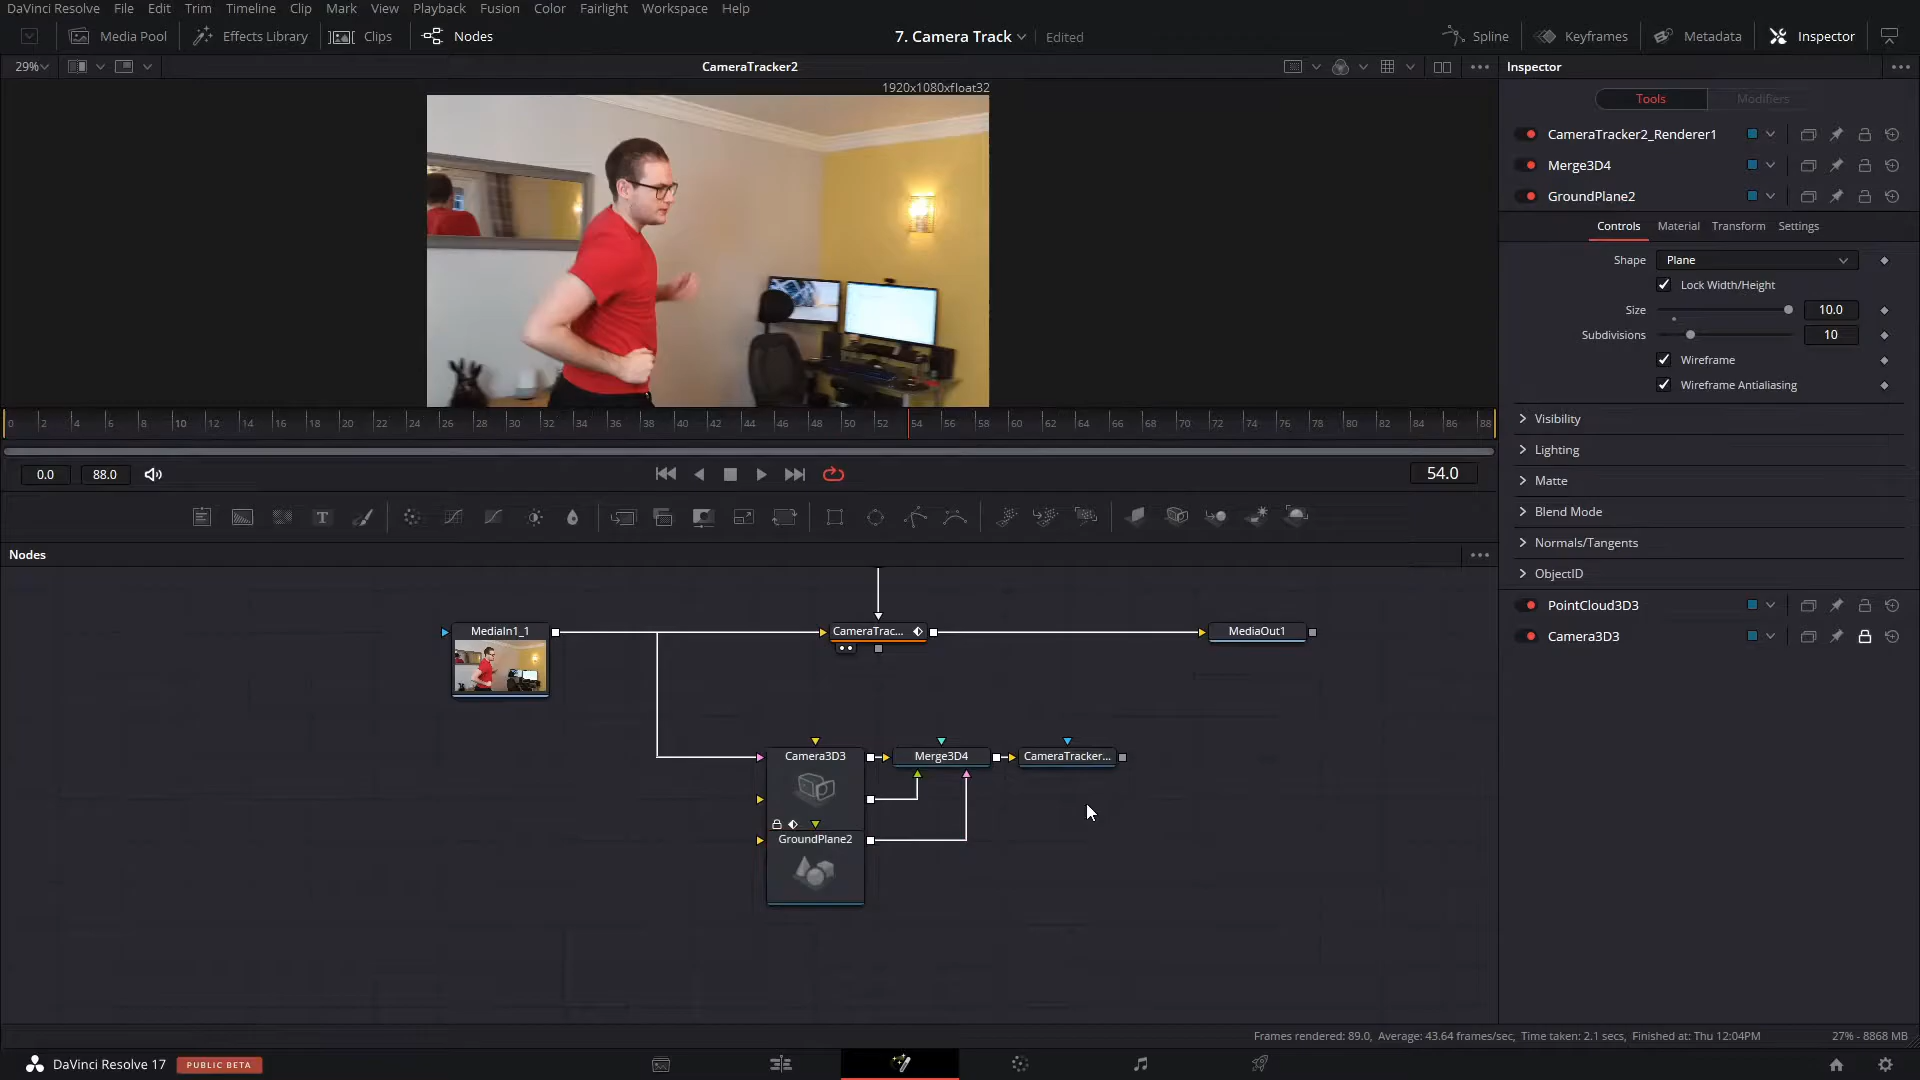 DaVinci Resolve File Edit Trim Timeline Clip Mark View Playback Fusion Color Fairlight Workspace Help
Media Pool Effects Library Clips Nodes 7. Camera Track Edited Spline Keyframes Metadata Inspector
29% CameraTracker2 Inspector
1920x1080xfloat32
Tools Modifiers
CameraTracker2_Renderer1
Merge3D4
GroundPlane2
Controls Material Transform Settings
Shape Plane
Lock Width/Height
Size 10.0
Subdivisions 10
Wireframe
Wireframe Antialiasing
Visibility
Lighting
Matte
Blend Mode
Normals/Tangents
ObjectID
PointCloud3D3
Camera3D3
0 2 4 6 8 10 12 14 16 18 20 22 24 26 28 30 32 34 36 38 40 42 44 46 48 50 52 54 56 58 60 62 64 66 68 70 72 74 76 78 80 82 84 86 88
0.0 88.0 54.0
T
Nodes
MediaIn1_1 CameraTrac... MediaOut1
Camera3D3 Merge3D4 CameraTracker...
GroundPlane2
Frames rendered: 89.0, Average: 43.64 frames/sec, Time taken: 2.1 secs, Finished at: Thu 12:04PM 27% - 8868 MB
DaVinci Resolve 17 PUBLIC BETA